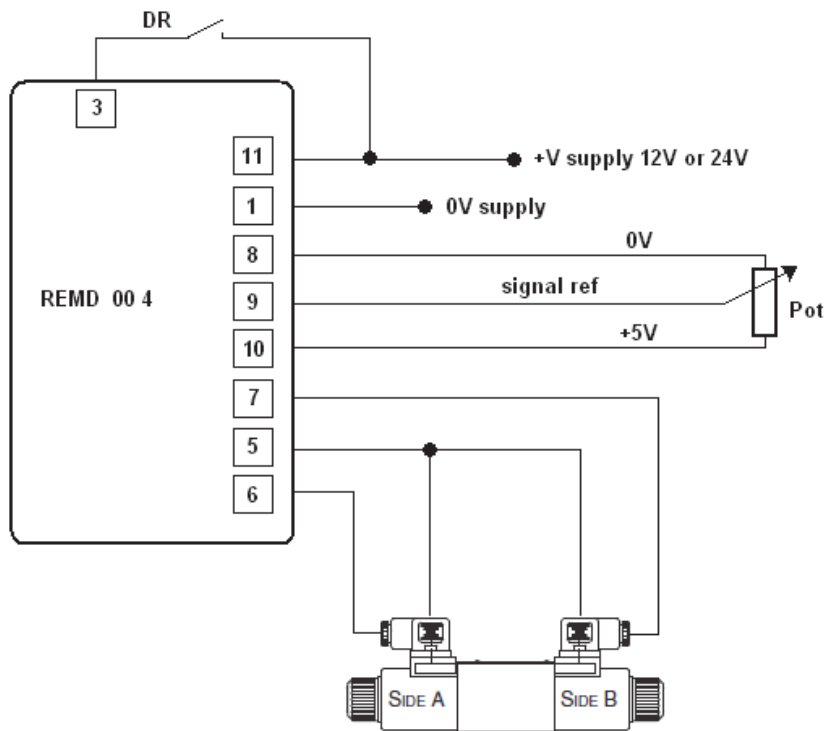 DR
3
11
+V supply 12V or 24V
1
0V supply
8
0V
REMD 00 4
9
signal ref
Pot
10
+5V
7
5
6
SIDE A
SIDE B